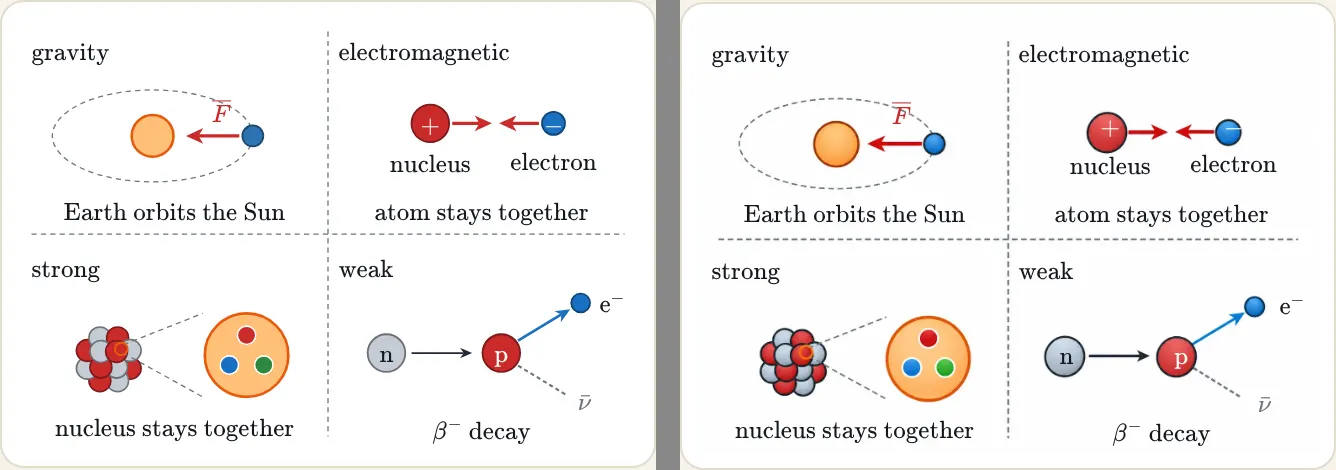 gravity
electromagnetic
F̅
+
−
nucleus
electron
Earth orbits the Sun
atom stays together
strong
weak
e⁻
n
p
ν̄
nucleus stays together
β⁻ decay
gravity
electromagnetic
F̅
+
−
nucleus
electron
Earth orbits the Sun
atom stays together
strong
weak
e⁻
n
p
ν̄
nucleus stays together
β⁻ decay